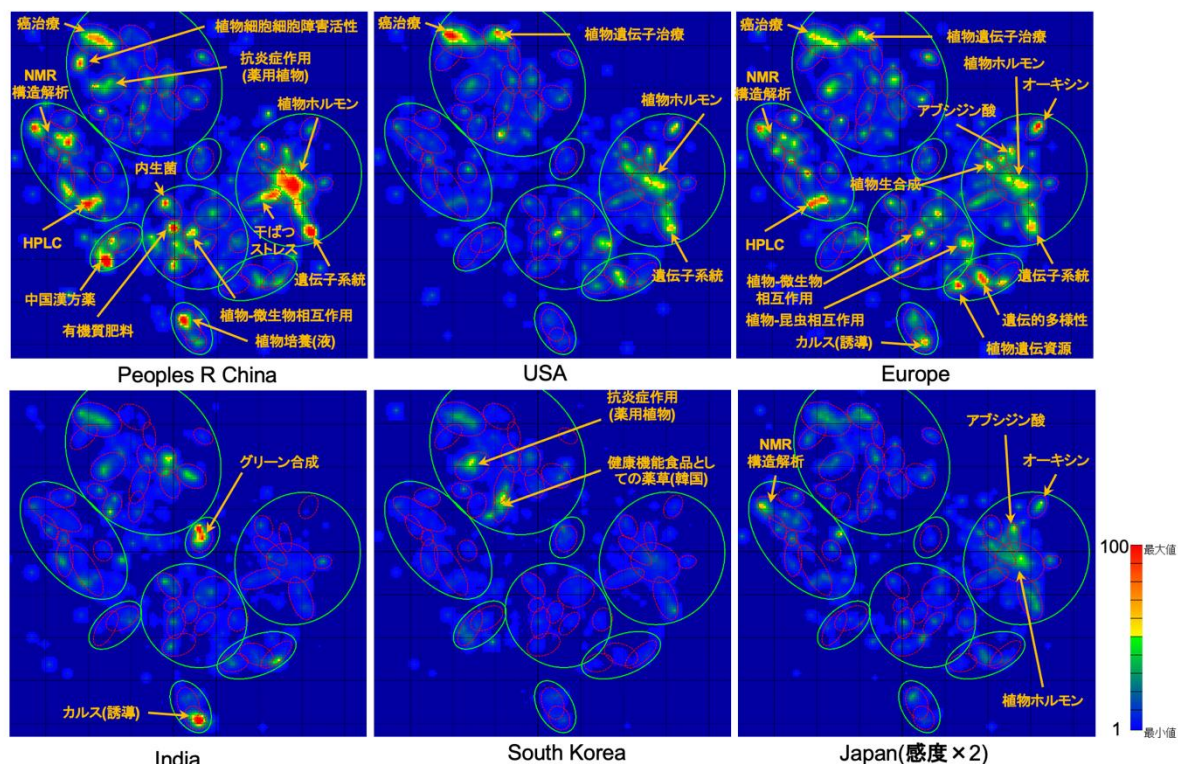 癌治療
植物細胞細胞障害活性
抗炎症作用
(薬用植物)
NMR
構造解析
植物ホルモン
内生菌
HPLC
干ばつ
ストレス
中国漢方薬
遺伝子系統
有機質肥料
植物-微生物相互作用
植物培養(液)
Peoples R China
癌治療
植物遺伝子治療
植物ホルモン
遺伝子系統
USA
癌治療
植物遺伝子治療
植物ホルモン
NMR
構造解析
オーキシン
アブシジン酸
植物生合成
HPLC
植物-微生物
相互作用
遺伝子系統
植物-昆虫相互作用
遺伝的多様性
カルス(誘導)
植物遺伝資源
Europe
グリーン合成
カルス(誘導)
India
抗炎症作用
(薬用植物)
健康機能食品とし
ての薬草(韓国)
South Korea
アブシジン酸
NMR
構造解析
オーキシン
植物ホルモン
Japan(感度×2)
100 最大値
1 最小値